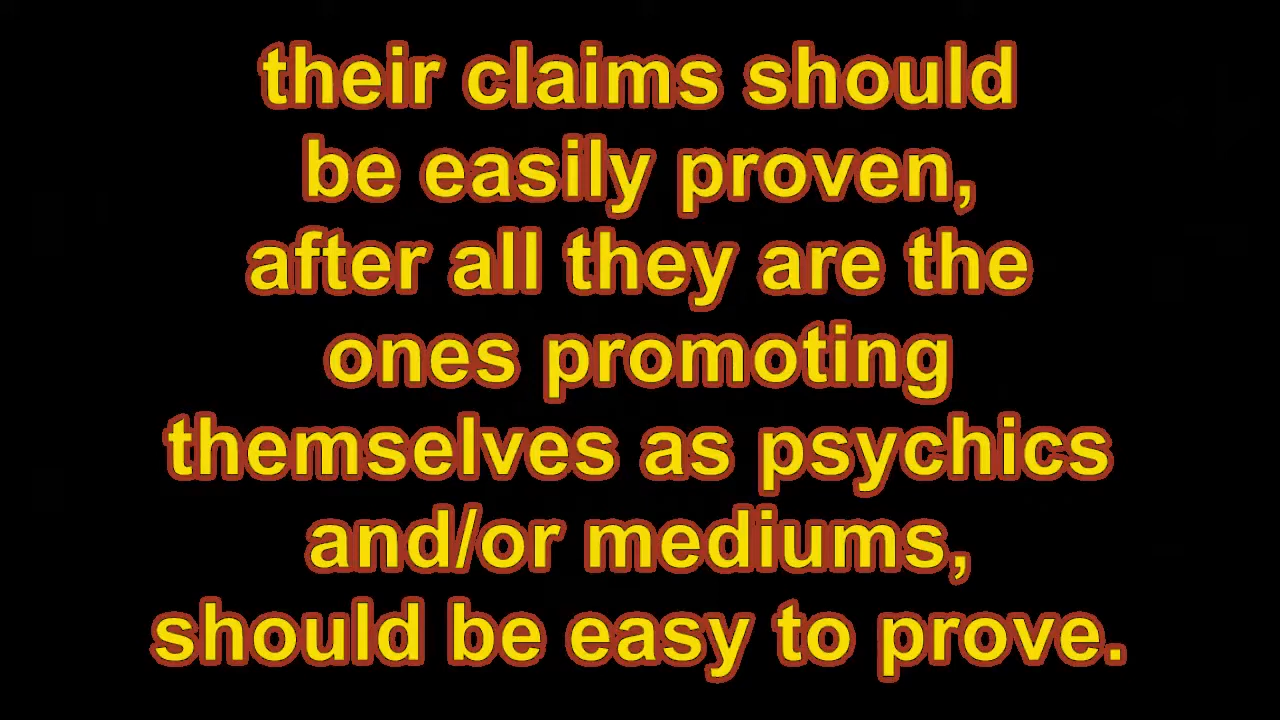 their claims should
be easily proven,
after all they are the
ones promoting
themselves as psychics
and/or mediums,
should be easy to prove.